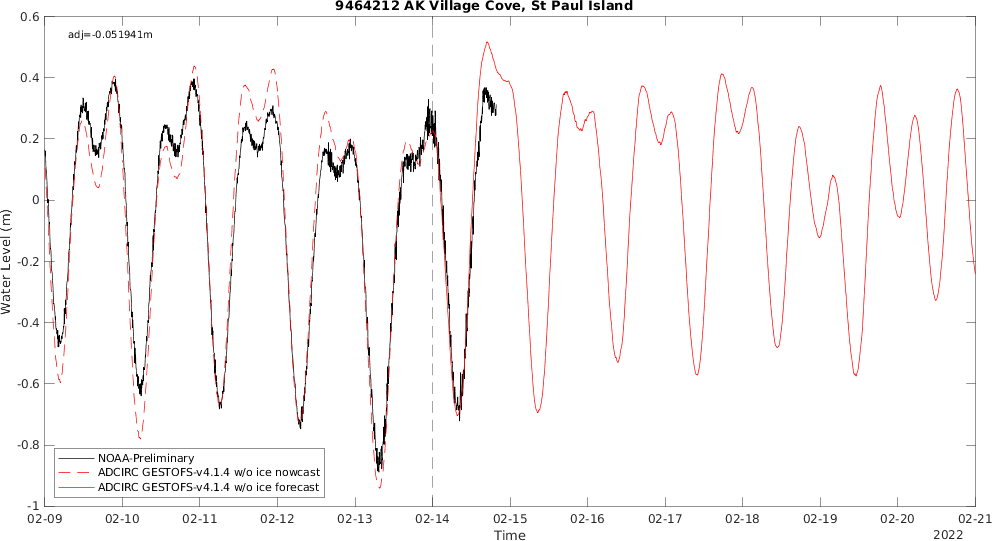 9464212 AK Village Cove, St Paul Island
adj=-0.051941m
0.6
0.4
0.2
0
-0.2
-0.4
-0.6
-0.8
-1
Water Level (m)
NOAA-Preliminary
ADCIRC GESTOFS-v4.1.4 w/o ice nowcast
ADCIRC GESTOFS-v4.1.4 w/o ice forecast
02-09 02-10 02-11 02-12 02-13 02-14 02-15 02-16 02-17 02-18 02-19 02-20 02-21
Time
2022